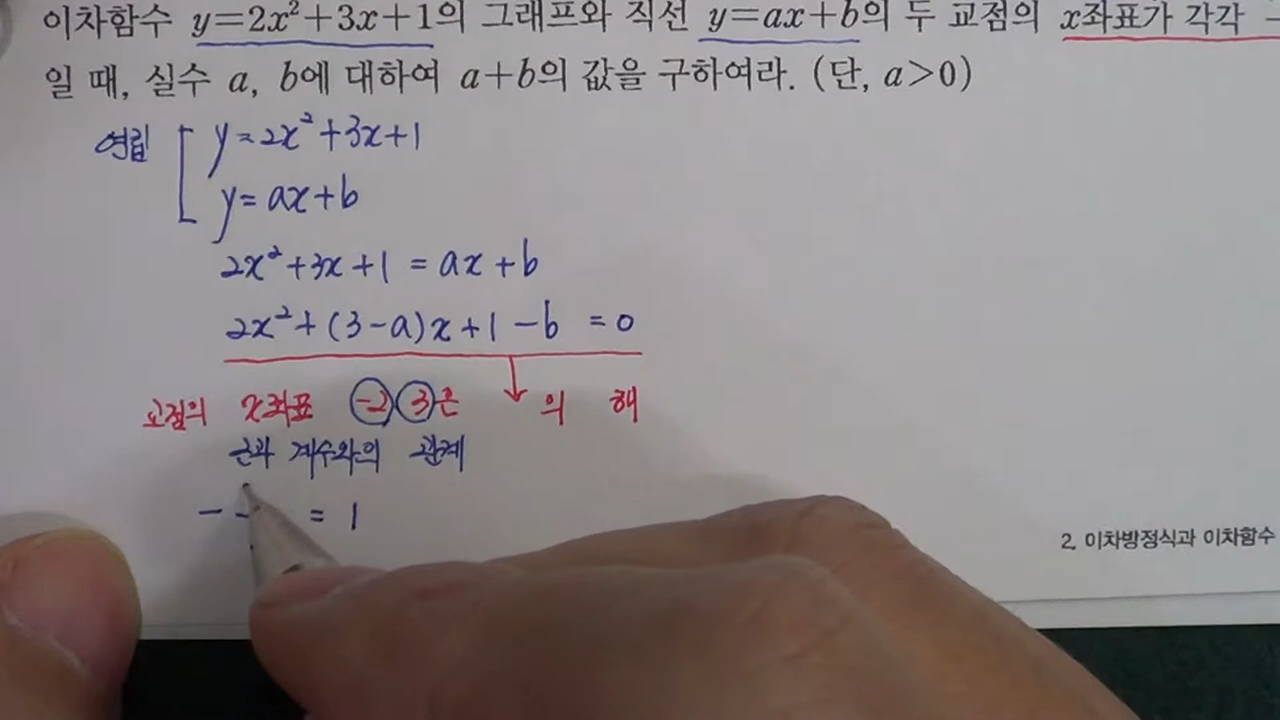 이차함수 y=2x²+3x+1의 그래프와 직선 y=ax+b의 두 교점의 x좌표가 각각 -
일 때, 실수 a, b에 대하여 a+b의 값을 구하여라. (단, a>0)
연립 [ y=2x²+3x+1
y=ax+b
2x²+3x+1=ax+b
2x²+(3-a)x+1-b=0
교점의 x좌표 -2 3은 의 해
근과 계수와의 관계
- = 1
2. 이차방정식과 이차함수